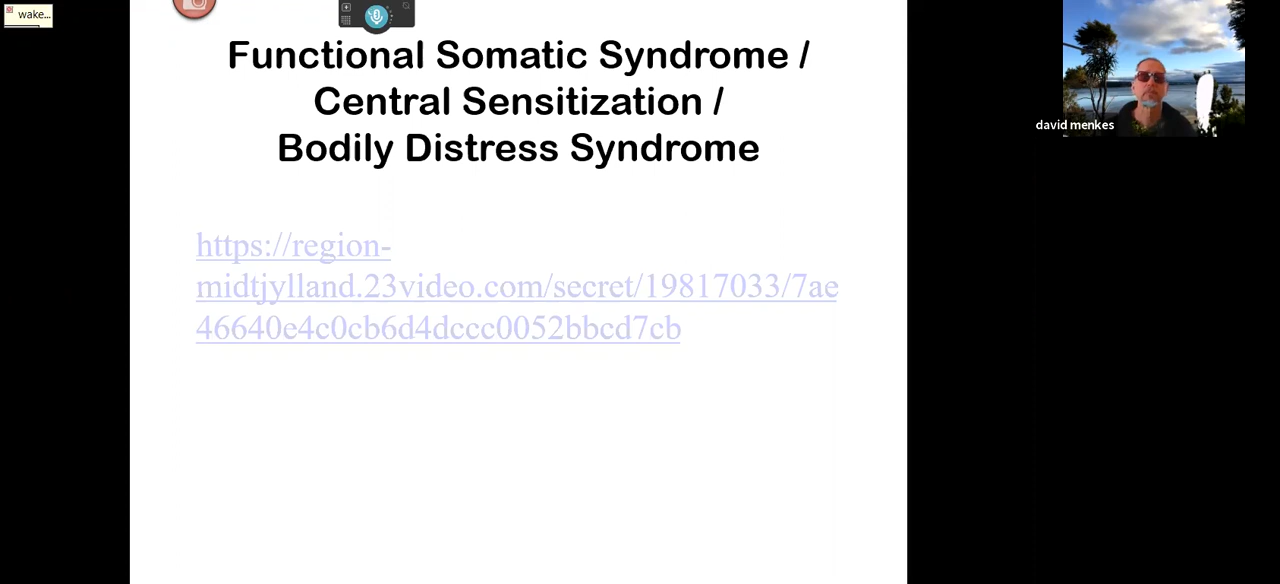 wake...
Functional Somatic Syndrome /
Central Sensitization /
Bodily Distress Syndrome
david menkes
https://region-
midtjylland.23video.com/secret/19817033/7ae
46640e4c0cb6d4dccc0052bbcd7cb